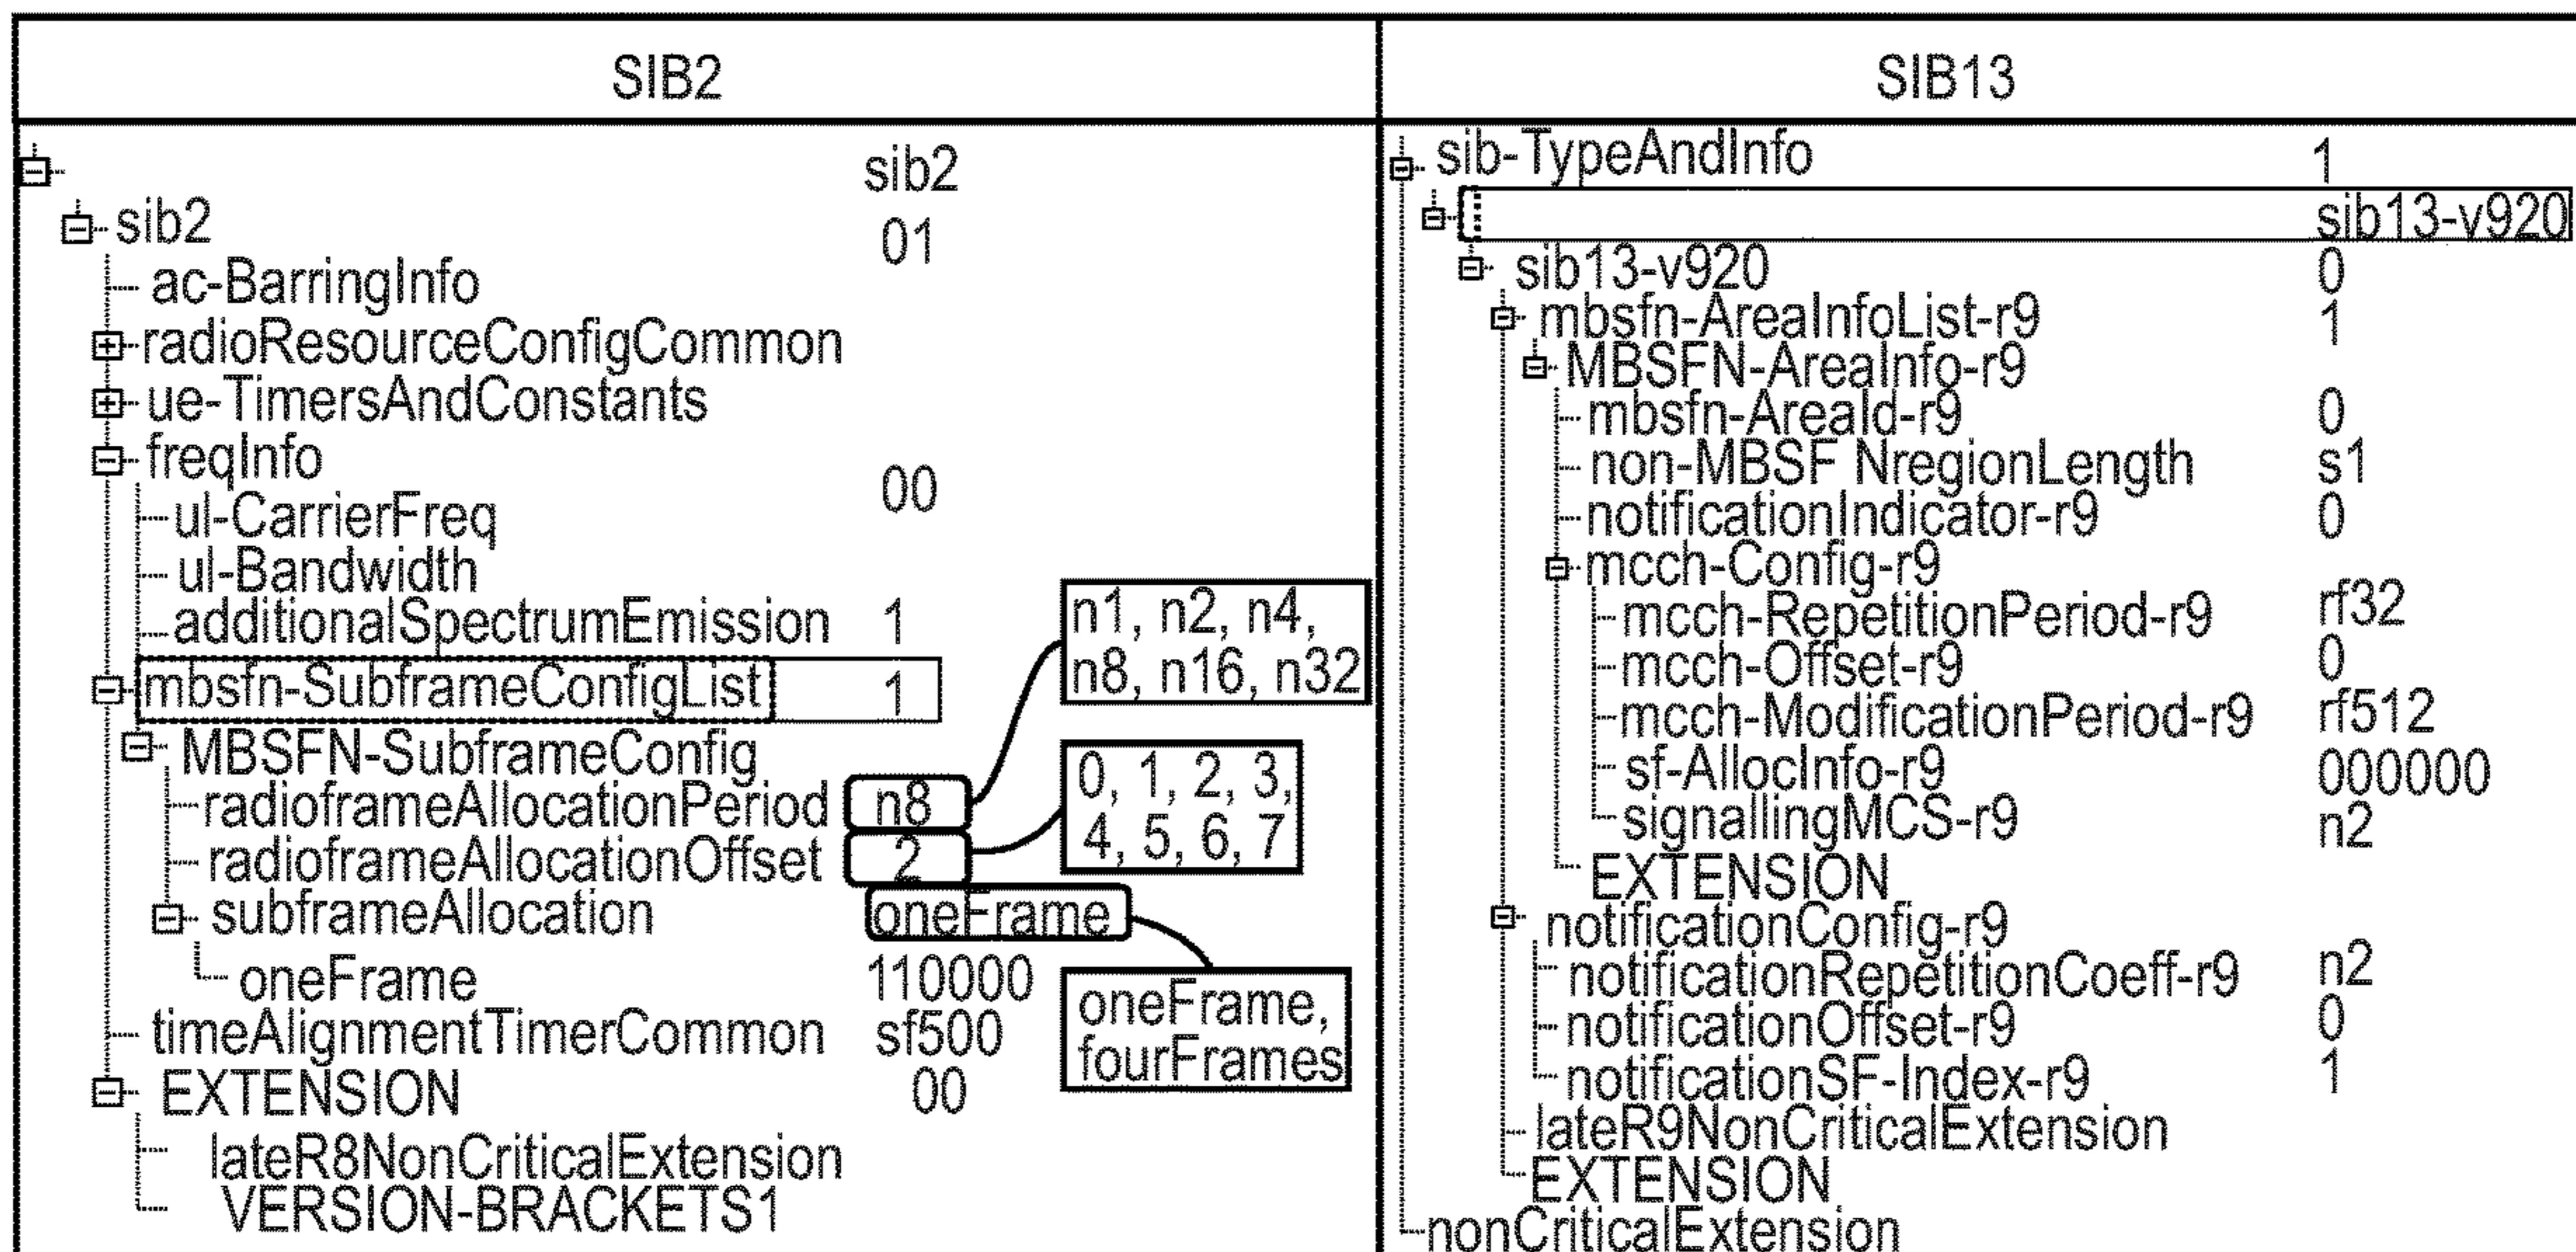 SIB2
sib2
sib2 01
ac-BarringInfo
radioResourceConfigCommon
ue-TimersAndConstants
freqInfo
00
ul-CarrierFreq
ul-Bandwidth
additionalSpectrumEmission 1
mbsfn-SubframeConfigList 1
MBSFN-SubframeConfig
radioframeAllocationPeriod n8
radioframeAllocationOffset 2
subframeAllocation oneFrame
oneFrame 110000
timeAlignmentTimerCommon sf500
EXTENSION 00
lateR8NonCriticalExtension
VERSION-BRACKETS1
n1, n2, n4,
n8, n16, n32
0, 1, 2, 3,
4, 5, 6, 7
oneFrame,
fourFrames
SIB13
sib-TypeAndInfo 1
sib13-v920
sib13-v920 0
mbsfn-AreaInfoList-r9 1
MBSFN-AreaInfo-r9
mbsfn-AreaId-r9 0
non-MBSF NregionLength s1
notificationIndicator-r9 0
mcch-Config-r9
mcch-RepetitionPeriod-r9 rf32
mcch-Offset-r9 0
mcch-ModificationPeriod-r9 rf512
sf-AllocInfo-r9 000000
signallingMCS-r9 n2
EXTENSION
notificationConfig-r9
notificationRepetitionCoeff-r9 n2
notificationOffset-r9 0
notificationSF-Index-r9 1
lateR9NonCriticalExtension
EXTENSION
nonCriticalExtension